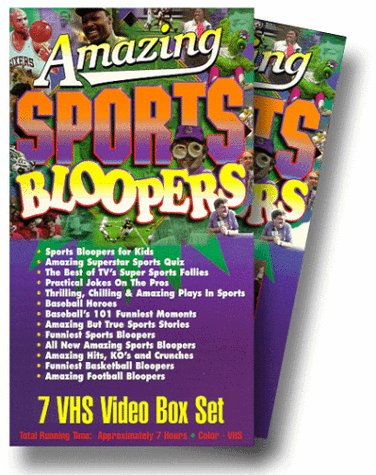 Amazing
SPORTS
BLOOPERS
• Sports Bloopers for Kids
• Amazing Superstar Sports Quiz
• The Best of TV's Super Sports Follies
• Practical Jokes On The Pros
• Thrilling, Chilling & Amazing Plays In Sports
• Baseball Heroes
• Baseball's 101 Funniest Moments
• Amazing But True Sports Stories
• Funniest Sports Bloopers
• All New Amazing Sports Bloopers
• Amazing Hits, KO's and Crunches
• Funniest Basketball Bloopers
• Amazing Football Bloopers
7 VHS Video Box Set
Total Running Time: Approximately 7 Hours • Color • VHS